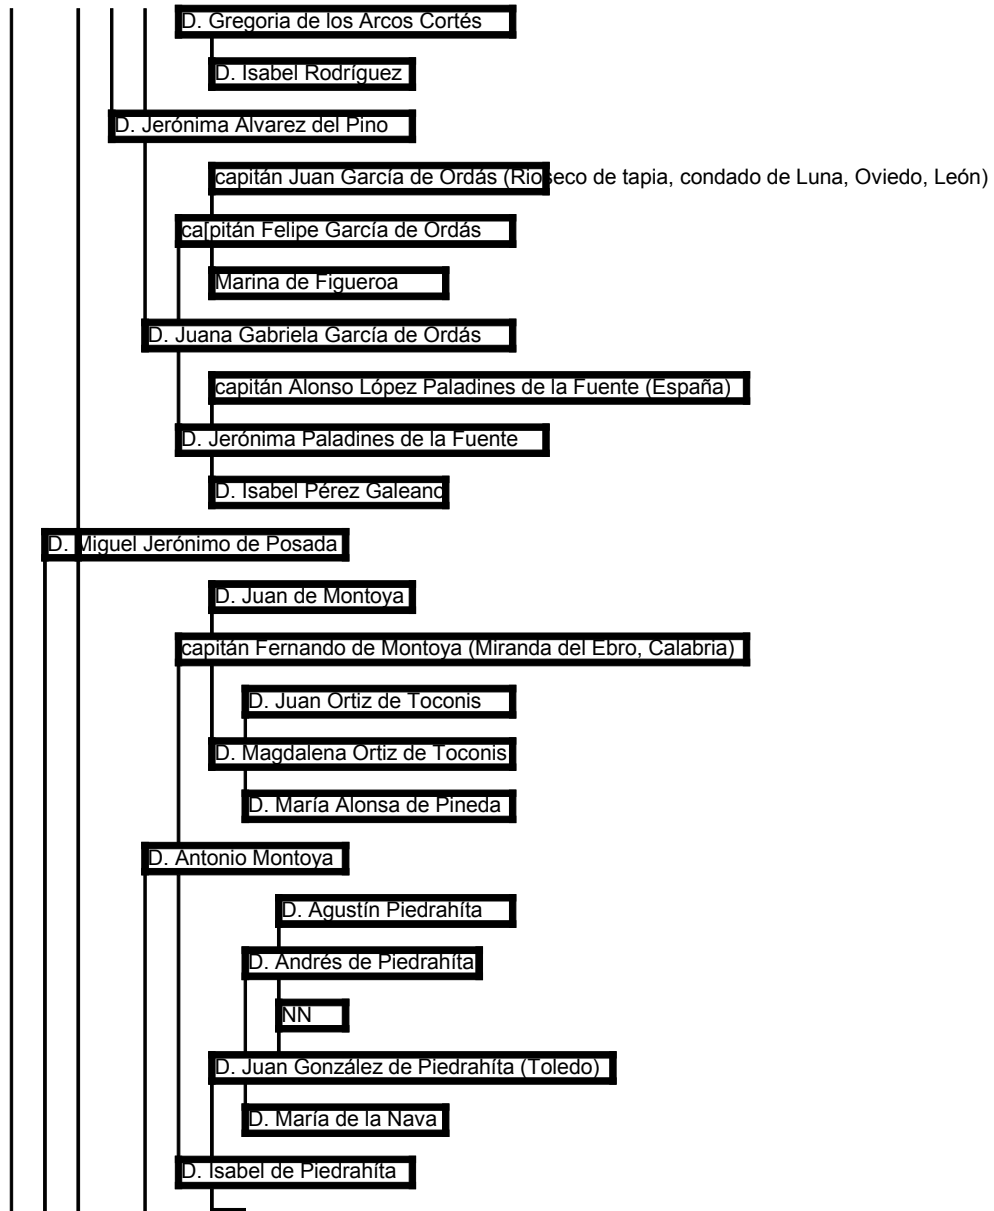 D. Gregoria de los Arcos Cortés
D. Isabel Rodríguez
D. Jerónima Alvarez del Pino
capitán Juan García de Ordás (Rioseco de tapia, condado de Luna, Oviedo, León)
ca[pitán Felipe García de Ordás
Marina de Figueroa
D. Juana Gabriela García de Ordás
capitán Alonso López Paladines de la Fuente (España)
D. Jerónima Paladines de la Fuente
D. Isabel Pérez Galeano
D. Miguel Jerónimo de Posada
D. Juan de Montoya
capitán Fernando de Montoya (Miranda del Ebro, Calabria)
D. Juan Ortiz de Toconis
D. Magdalena Ortiz de Toconis
D. María Alonsa de Pineda
D. Antonio Montoya
D. Agustín Piedrahíta
D. Andrés de Piedrahíta
NN
D. Juan González de Piedrahíta (Toledo)
D. María de la Nava
D. Isabel de Piedrahíta